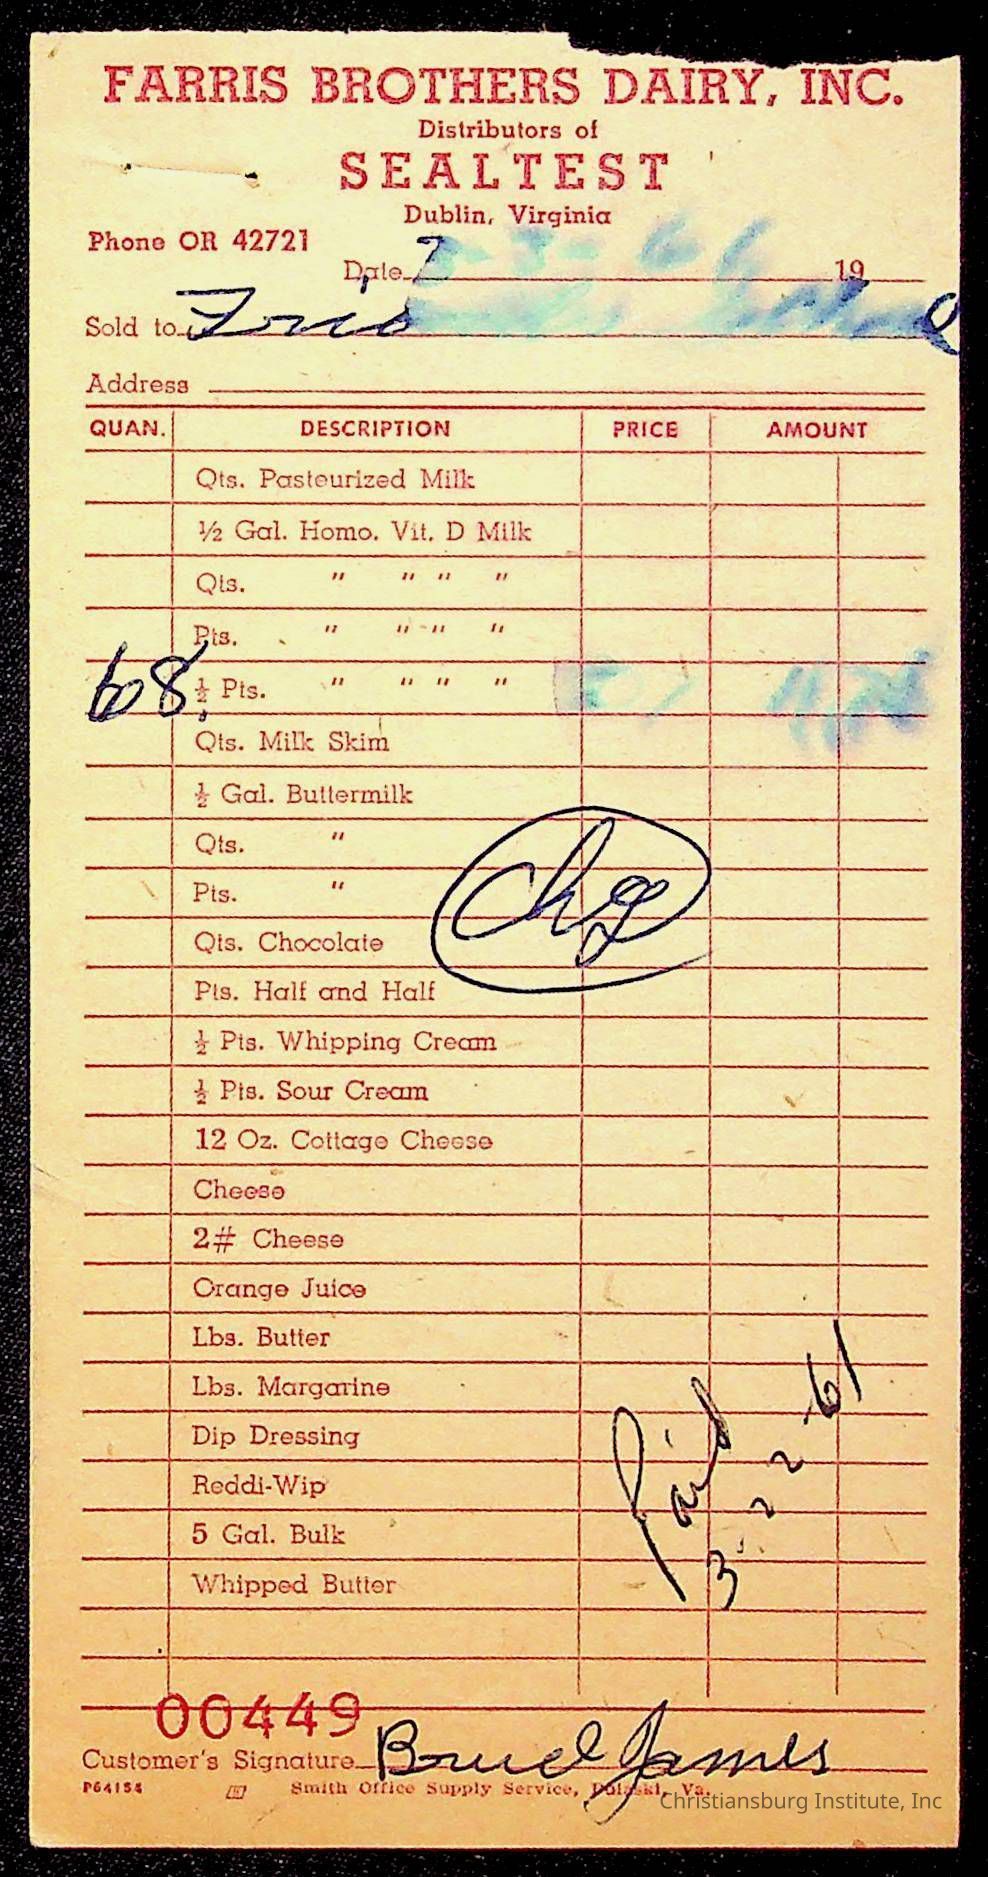 FARRIS BROTHERS DAIRY, INC.
Distributors of
SEALTEST
Dublin, Virginia
Phone OR 42721
Date 19
Sold to
Address
QUAN. DESCRIPTION PRICE AMOUNT
Qts. Pasteurized Milk
½ Gal. Homo. Vit. D Milk
Qts. " " " "
Pts. " " " "
68 ½ Pts. " " " "
Qts. Milk Skim
½ Gal. Buttermilk
Qts. "
Pts. "
chg
Qts. Chocolate
Pts. Half and Half
½ Pts. Whipping Cream
½ Pts. Sour Cream
12 Oz. Cottage Cheese
Cheese
2# Cheese
Orange Juice
Lbs. Butter
Lbs. Margarine
Dip Dressing
Reddi-Wip
5 Gal. Bulk
Whipped Butter
Paid
3 22-61
00449
Customer's Signature Bruce James
P64154 Smith Office Supply Service, Pulaski, Va.
Christiansburg Institute, Inc